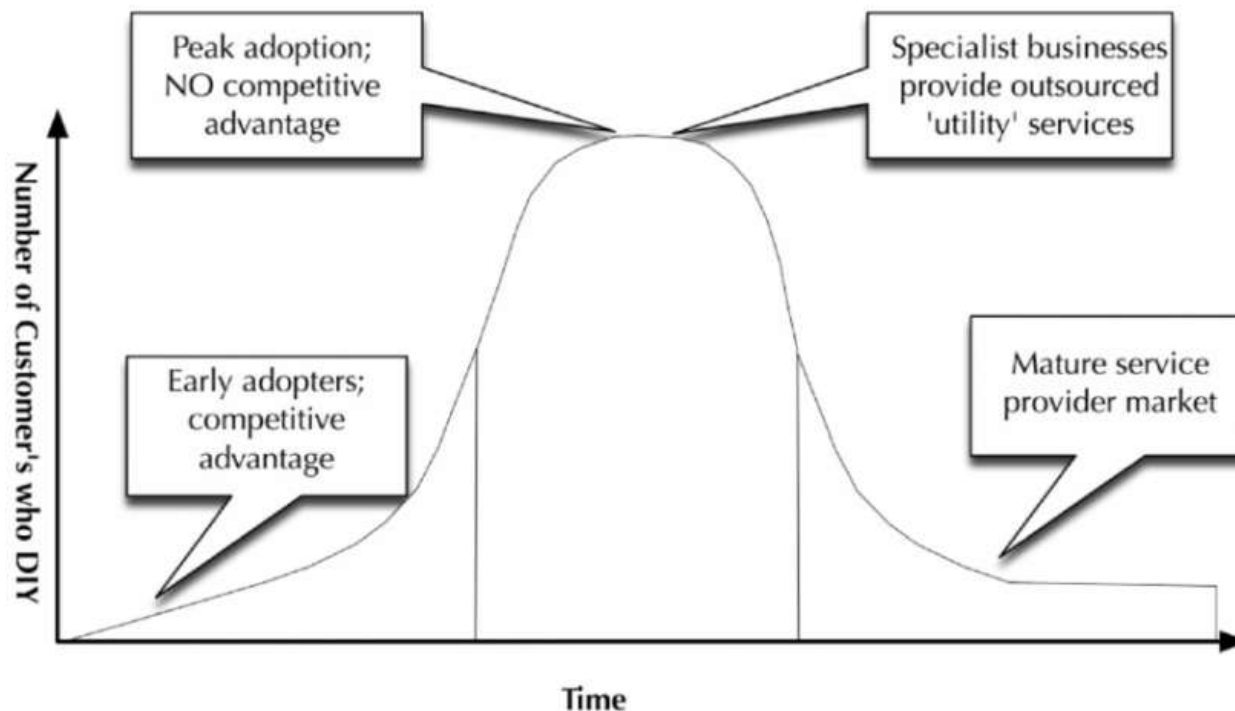 Peak adoption;
NO competitive
advantage
Specialist businesses
provide outsourced
'utility' services
Number of Customer's who DIY
Early adopters;
competitive
advantage
Mature service
provider market
Time